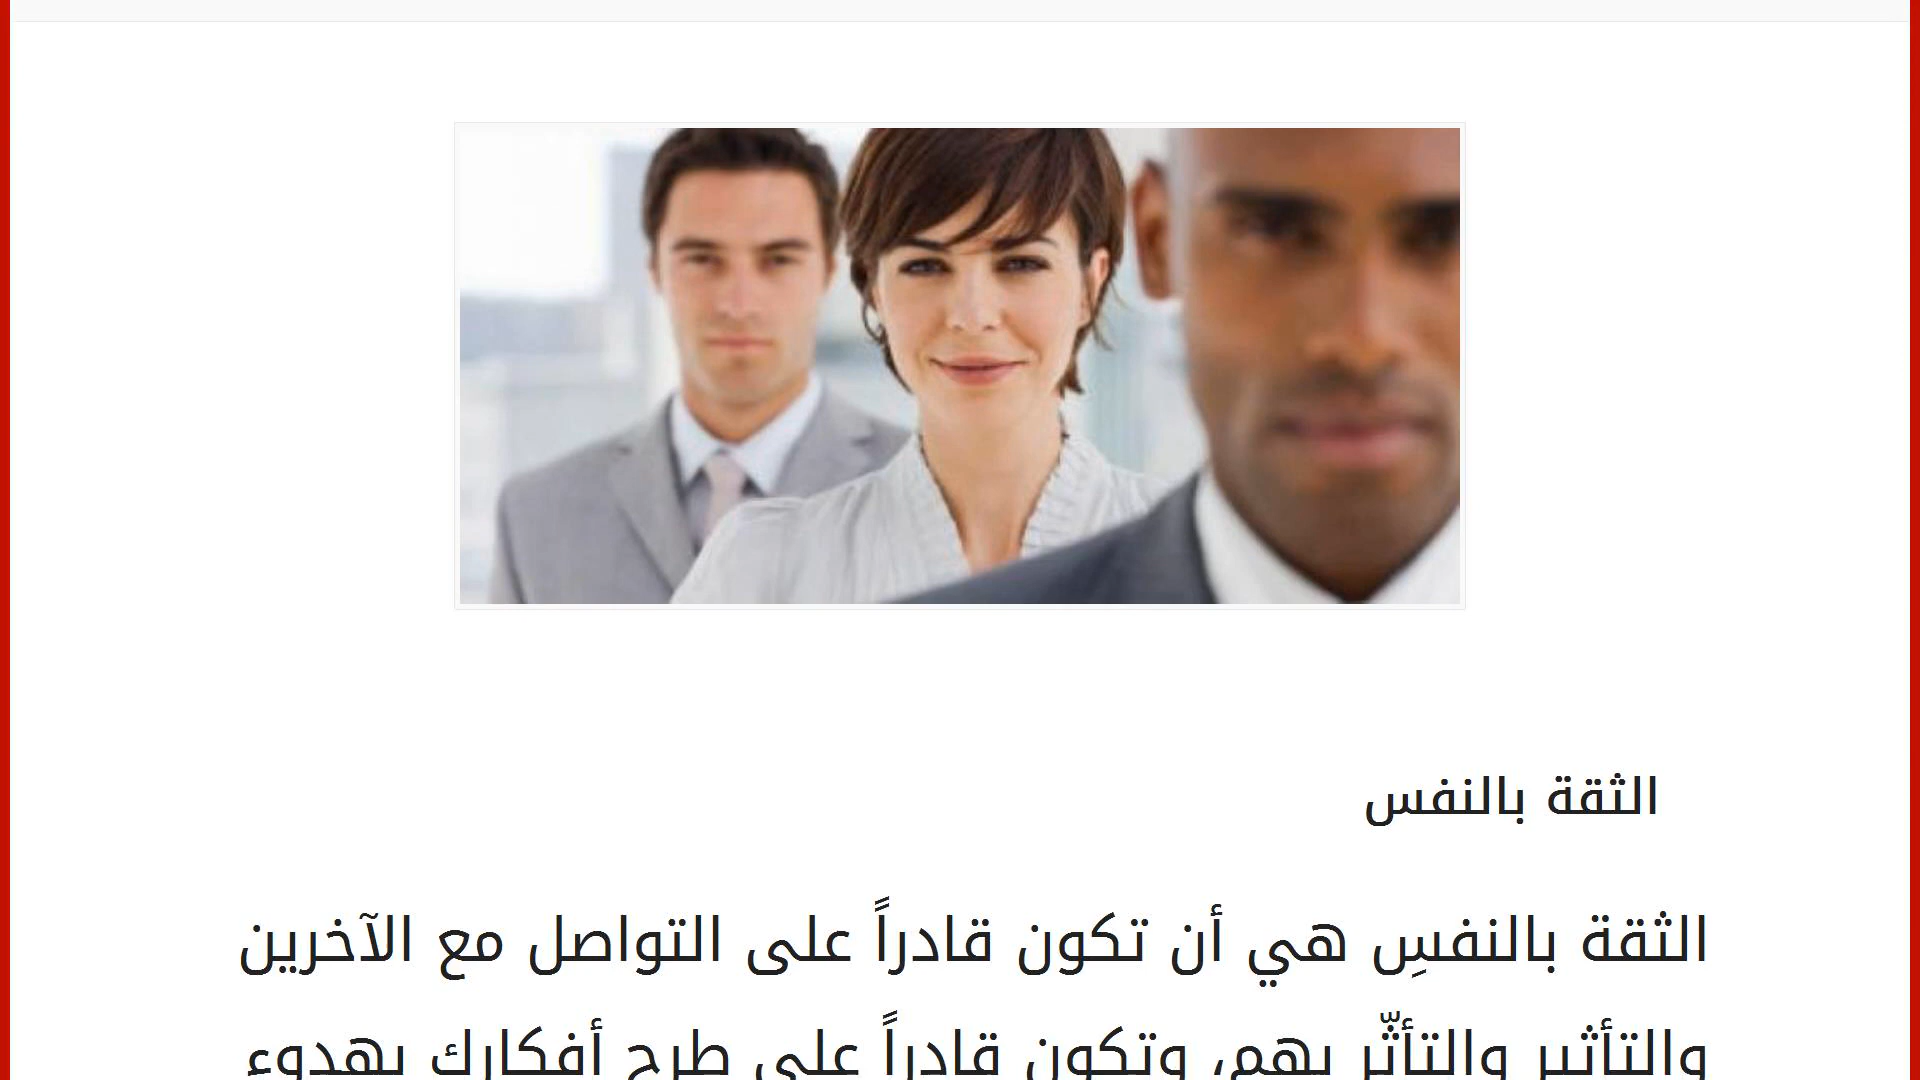 الثقة بالنفس
الثقة بالنفسِ هي أن تكون قادراً على التواصل مع الآخرين
والتأثير والتأثّر بهم، وتكون قادراً على طرح أفكارك بهدوء